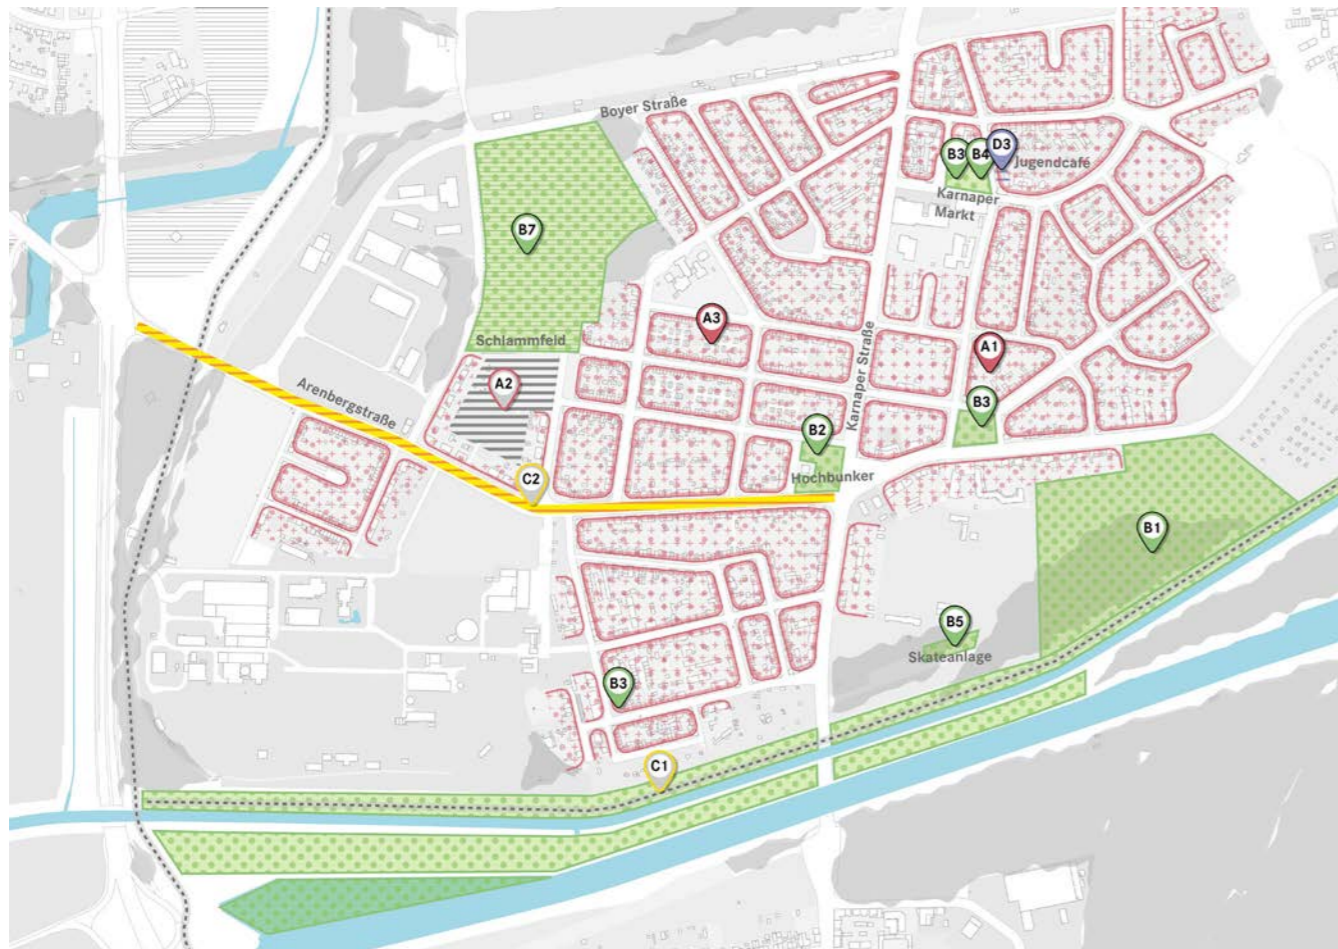 Boyer Straße
B3
B4
D3
Jugendcafé
Karnaper
Markt
B7
A3
A1
Schlammfeld
Karnaper Straße
A2
Arenbergstraße
B3
B2
Hochbunker
C2
B1
B5
Skateanlage
B3
C1